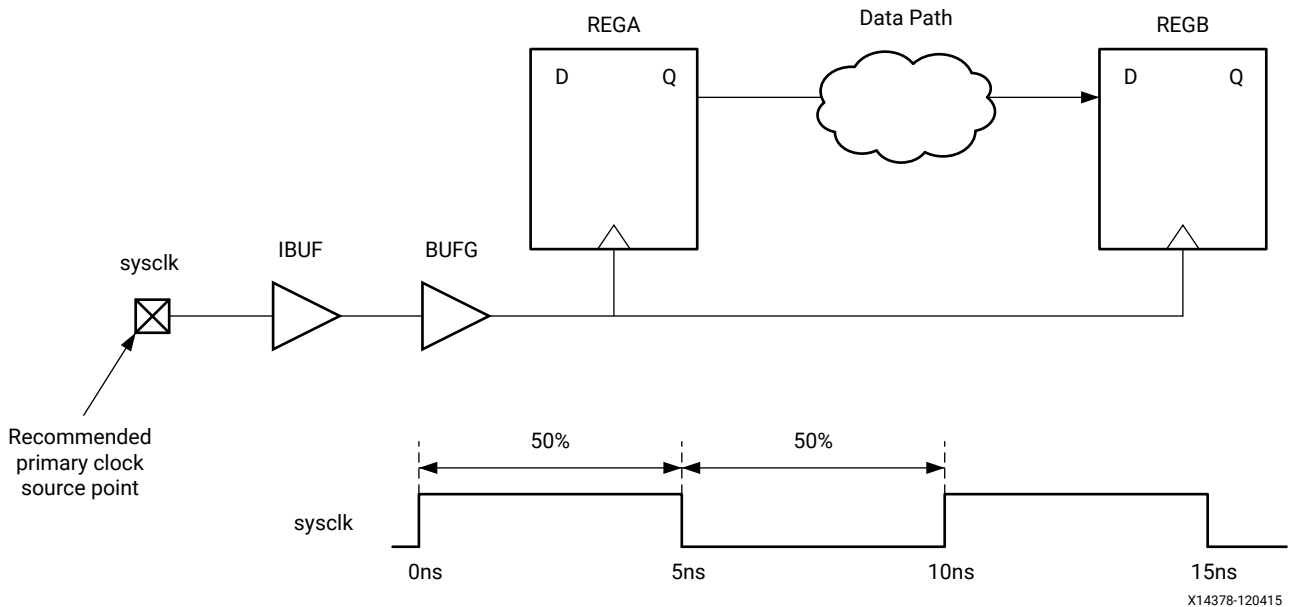 REGA
Data Path
REGB
D
Q
D
Q
sysclk
IBUF
BUFG
Recommended
primary clock
source point
50%
50%
sysclk
0ns
5ns
10ns
15ns
X14378-120415